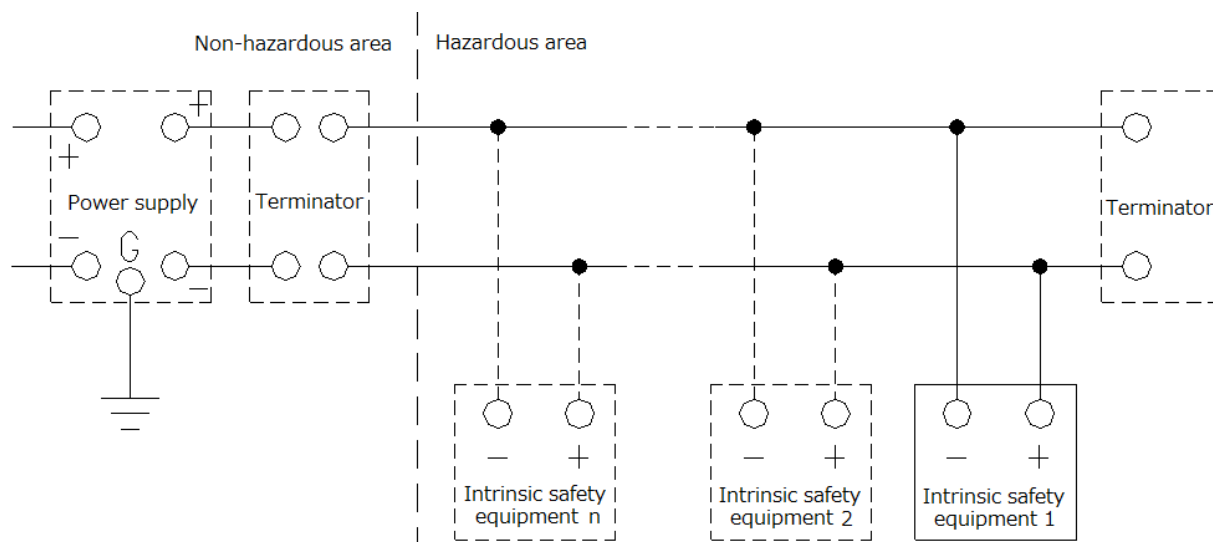 Non-hazardous area
Hazardous area
+
+
Power supply
Terminator
Terminator
−
G
−
− +
− +
− +
Intrinsic safety
equipment n
Intrinsic safety
equipment 2
Intrinsic safety
equipment 1